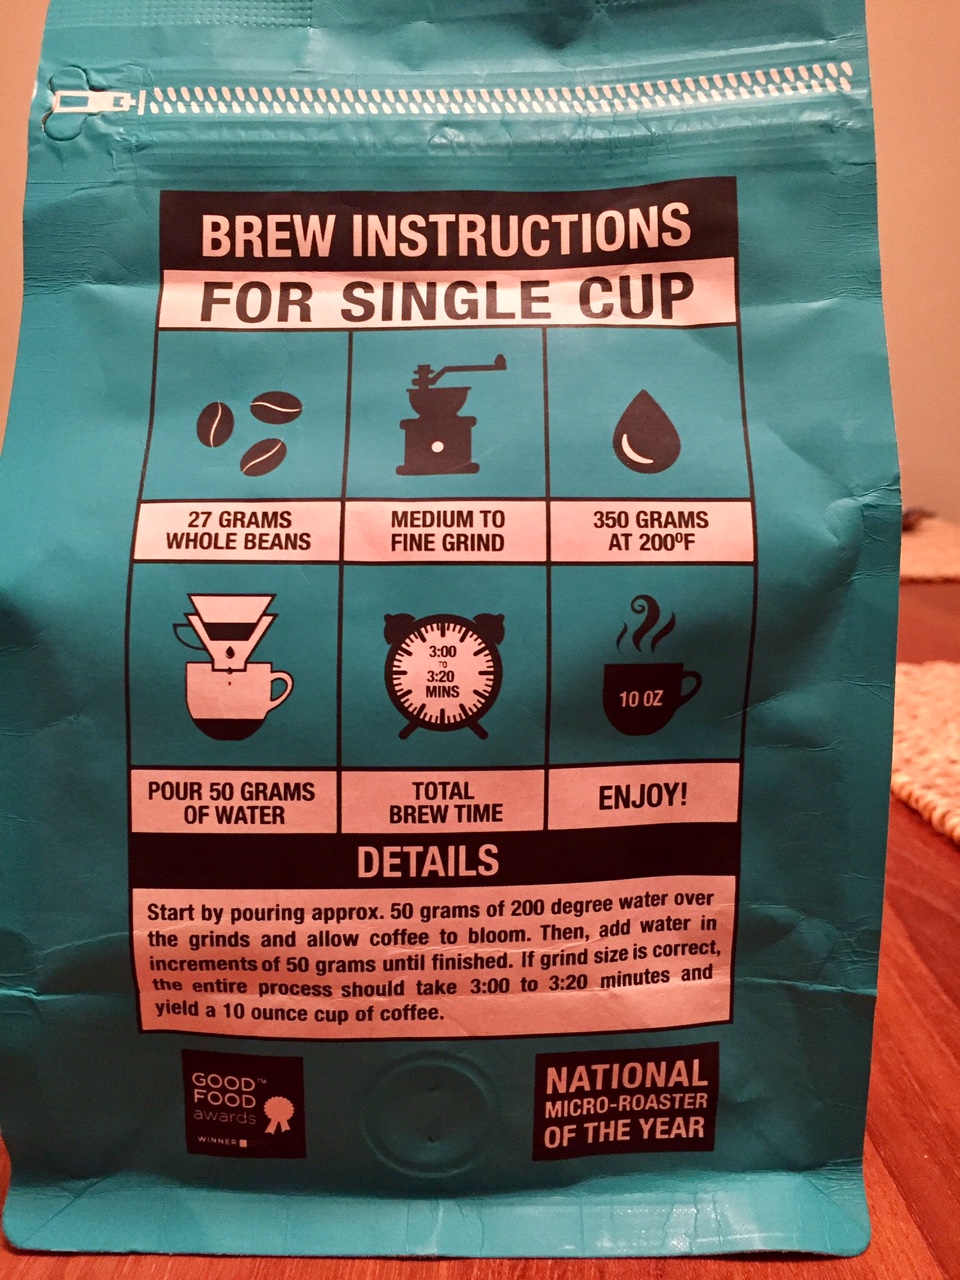 BREW INSTRUCTIONS
FOR SINGLE CUP
27 GRAMS
WHOLE BEANS
MEDIUM TO
FINE GRIND
350 GRAMS
AT 200ºF
3:00
TO
3:20
MINS
10 OZ
POUR 50 GRAMS
OF WATER
TOTAL
BREW TIME
ENJOY!
DETAILS
Start by pouring approx. 50 grams of 200 degree water over
the grinds and allow coffee to bloom. Then, add water in
increments of 50 grams until finished. If grind size is correct,
the entire process should take 3:00 to 3:20 minutes and
yield a 10 ounce cup of coffee.
GOOD™
FOOD
awards
WINNER
NATIONAL
MICRO-ROASTER
OF THE YEAR